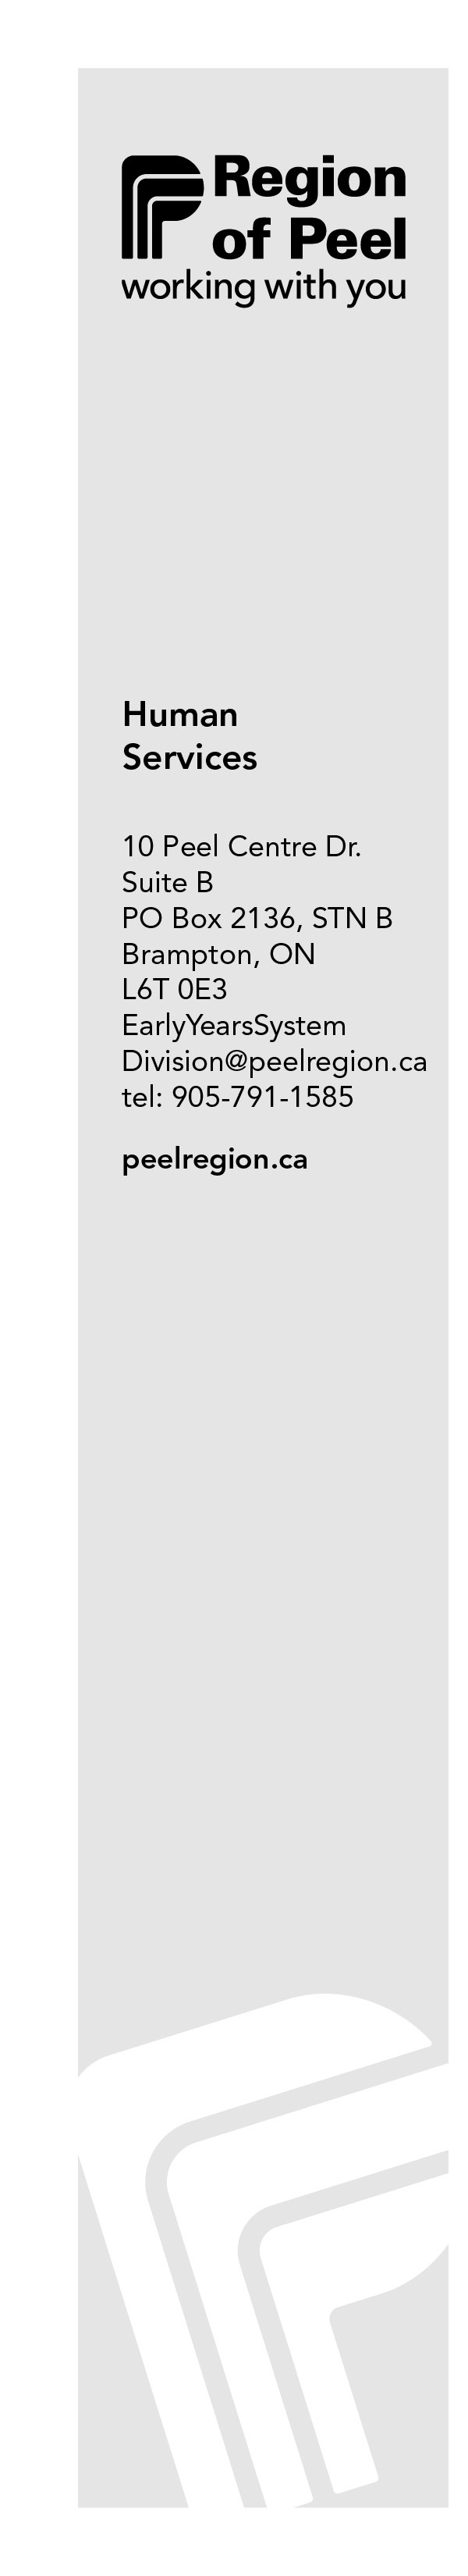 Region
of Peel
working with you
Human
Services
10 Peel Centre Dr.
Suite B
PO Box 2136, STN B
Brampton, ON
L6T 0E3
EarlyYearsSystem
Division@peelregion.ca
tel: 905-791-1585
peelregion.ca